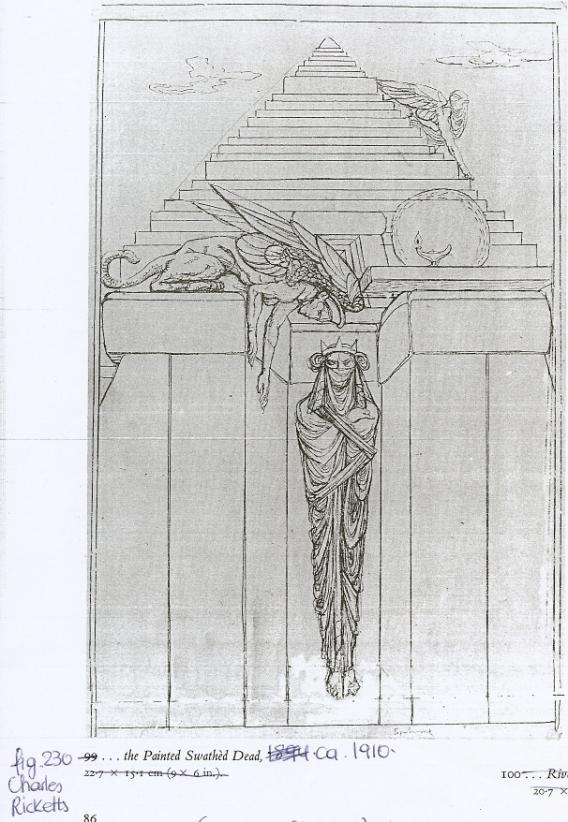 fig. 230
Charles
Ricketts
99 . . . the Painted Swathèd Dead, 1894 ca. 1910.
22·7 × 15·1 cm (9 × 6 in.).
100 . . . Riv
20·7 ×
86